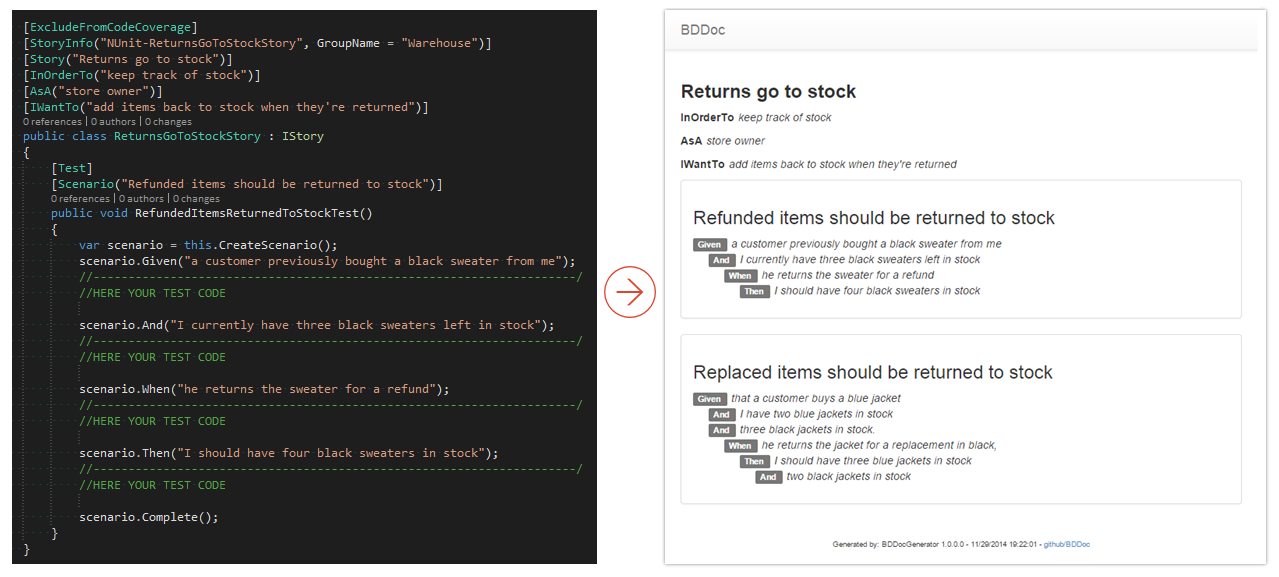 [ExcludeFromCodeCoverage]
[StoryInfo("NUnit-ReturnsGoToStockStory", GroupName = "Warehouse")]
[Story("Returns go to stock")]
[InOrderTo("keep track of stock")]
[AsA("store owner")]
[IWantTo("add items back to stock when they're returned")]
0 references | 0 authors | 0 changes
public class ReturnsGoToStockStory : IStory
{
[Test]
[Scenario("Refunded items should be returned to stock")]
0 references | 0 authors | 0 changes
public void RefundedItemsReturnedToStockTest()
{
var scenario = this.CreateScenario();
scenario.Given("a customer previously bought a black sweater from me");
//---------------------------------------------------------------------/
//HERE YOUR TEST CODE
scenario.And("I currently have three black sweaters left in stock");
//---------------------------------------------------------------------/
//HERE YOUR TEST CODE
scenario.When("he returns the sweater for a refund");
//---------------------------------------------------------------------/
//HERE YOUR TEST CODE
scenario.Then("I should have four black sweaters in stock");
//---------------------------------------------------------------------/
//HERE YOUR TEST CODE
scenario.Complete();
}
}
BDDoc
Returns go to stock
InOrderTo keep track of stock
AsA store owner
IWantTo add items back to stock when they're returned
Refunded items should be returned to stock
Given a customer previously bought a black sweater from me
And I currently have three black sweaters left in stock
When he returns the sweater for a refund
Then I should have four black sweaters in stock
Replaced items should be returned to stock
Given that a customer buys a blue jacket
And I have two blue jackets in stock
And three black jackets in stock.
When he returns the jacket for a replacement in black,
Then I should have three blue jackets in stock
And two black jackets in stock
Generated by: BDDocGenerator 1.0.0.0 - 11/29/2014 19:22:01 - github/BDDoc